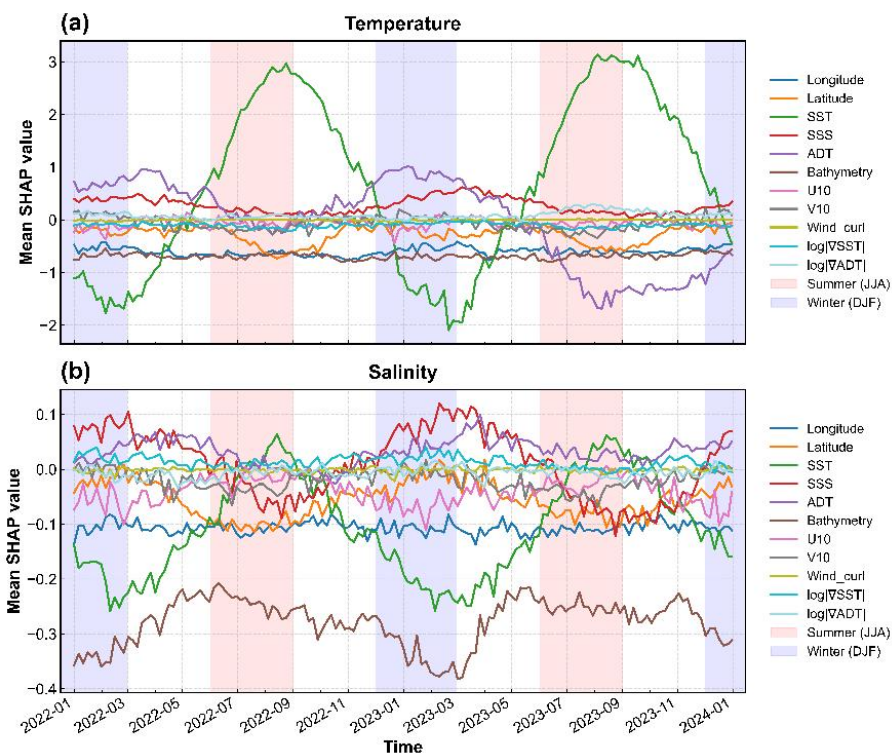 (a) Temperature
Mean SHAP value
3
2
1
0
−1
−2
Longitude
Latitude
SST
SSS
ADT
Bathymetry
U10
V10
Wind_curl
log|∇SST|
log|∇ADT|
Summer (JJA)
Winter (DJF)
(b) Salinity
Mean SHAP value
0.1
0.0
−0.1
−0.2
−0.3
−0.4
Longitude
Latitude
SST
SSS
ADT
Bathymetry
U10
V10
Wind_curl
log|∇SST|
log|∇ADT|
Summer (JJA)
Winter (DJF)
2022-01 2022-03 2022-05 2022-07 2022-09 2022-11 2023-01 2023-03 2023-05 2023-07 2023-09 2023-11 2024-01
Time